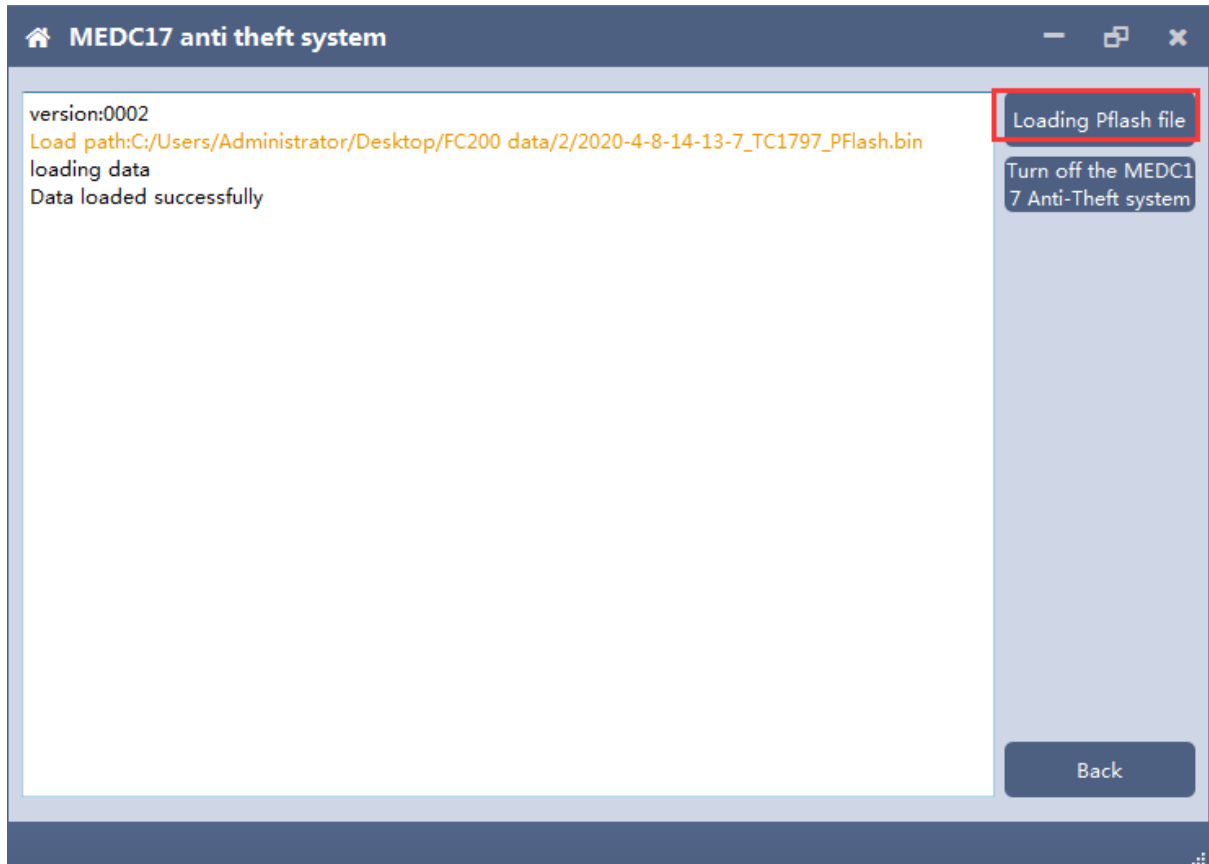 MEDC17 anti theft system
version:0002
Load path:C:/Users/Administrator/Desktop/FC200 data/2/2020-4-8-14-13-7_TC1797_PFlash.bin
loading data
Data loaded successfully
Loading Pflash file
Turn off the MEDC1
7 Anti-Theft system
Back